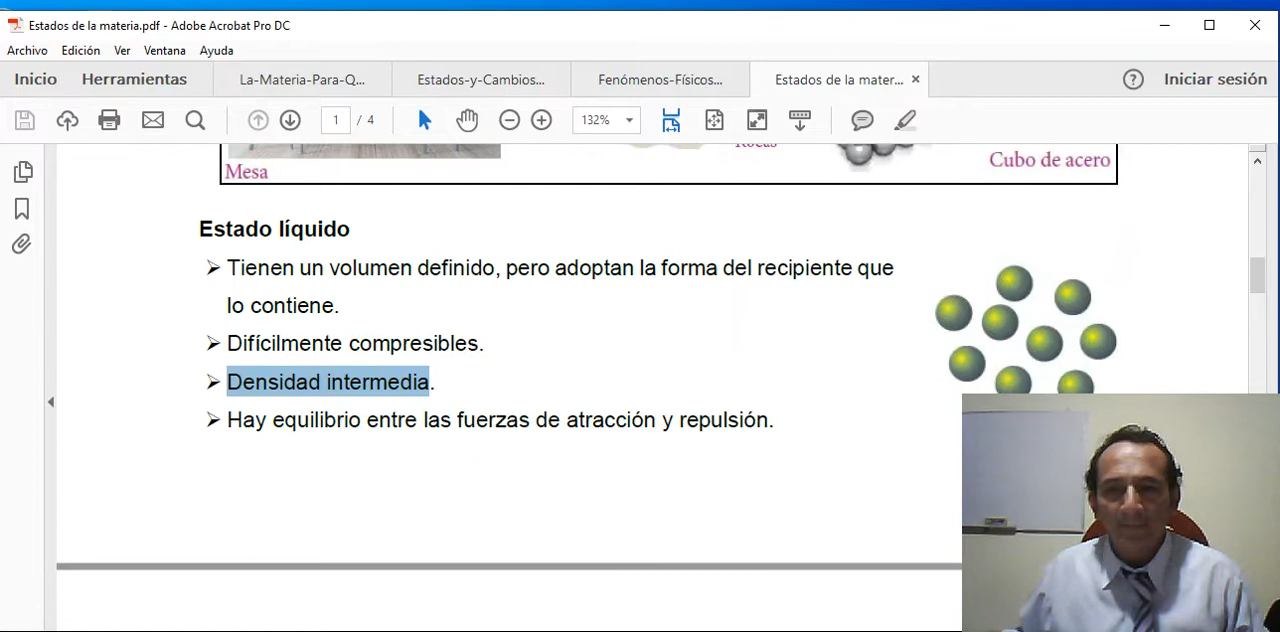 Estados de la materia.pdf - Adobe Acrobat Pro DC
Archivo Edición Ver Ventana Ayuda
Inicio Herramientas La-Materia-Para-Q... Estados-y-Cambios... Fenómenos-Físicos... Estados de la mater... × ? Iniciar sesión
1 / 4 132%
Rocas
Mesa Cubo de acero
Estado líquido
➢ Tienen un volumen definido, pero adoptan la forma del recipiente que
lo contiene.
➢ Difícilmente compresibles.
➢ Densidad intermedia.
➢ Hay equilibrio entre las fuerzas de atracción y repulsión.